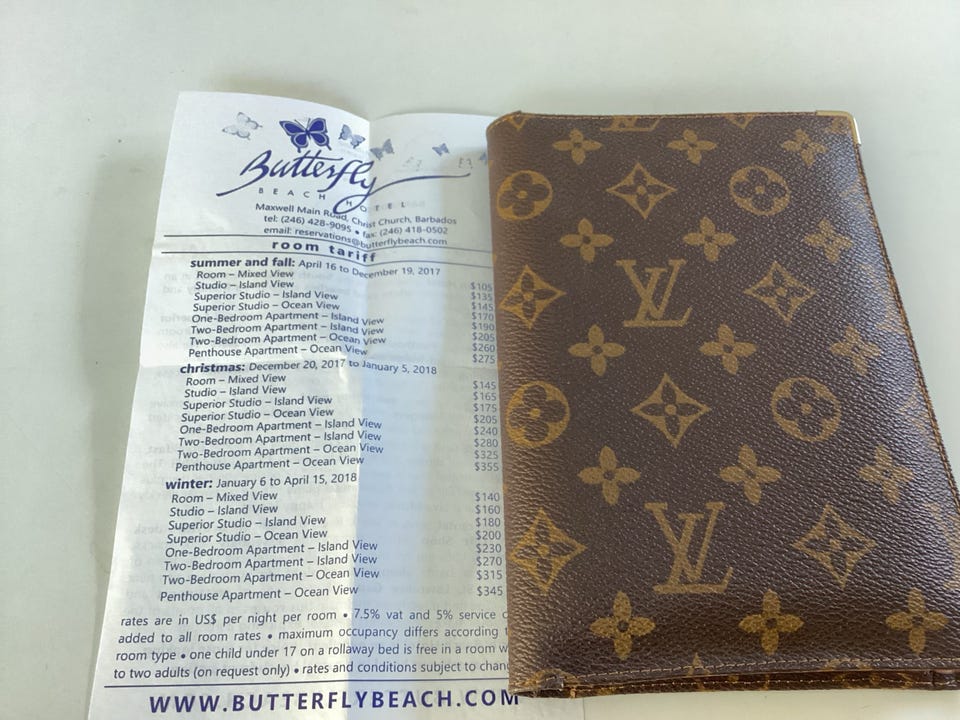 Butterfly
BEACH HOTEL
Maxwell Main Road, Christ Church, Barbados
tel: (246) 428-9095 • fax: (246) 418-0502
email: reservations@butterflybeach.com
room tariff
summer and fall: April 16 to December 19, 2017
Room – Mixed View $105
Studio – Island View $135
Superior Studio – Island View $145
Superior Studio – Ocean View $170
One-Bedroom Apartment – Island View $190
Two-Bedroom Apartment – Island View $205
Two-Bedroom Apartment – Ocean View $260
Penthouse Apartment – Ocean View $275
christmas: December 20, 2017 to January 5, 2018
Room – Mixed View $145
Studio – Island View $165
Superior Studio – Island View $175
Superior Studio – Ocean View $205
One-Bedroom Apartment – Island View $240
Two-Bedroom Apartment – Island View $280
Two-Bedroom Apartment – Ocean View $325
Penthouse Apartment – Ocean View $355
winter: January 6 to April 15, 2018
Room – Mixed View $140
Studio – Island View $160
Superior Studio – Island View $180
Superior Studio – Ocean View $200
One-Bedroom Apartment – Island View $230
Two-Bedroom Apartment – Island View $270
Two-Bedroom Apartment – Ocean View $315
Penthouse Apartment – Ocean View $345
rates are in US$ per night per room • 7.5% vat and 5% service
added to all room rates • maximum occupancy differs according
room type • one child under 17 on a rollaway bed is free in a room
to two adults (on request only) • rates and conditions subject to
WWW.BUTTERFLYBEACH.COM
LV
LV
LV